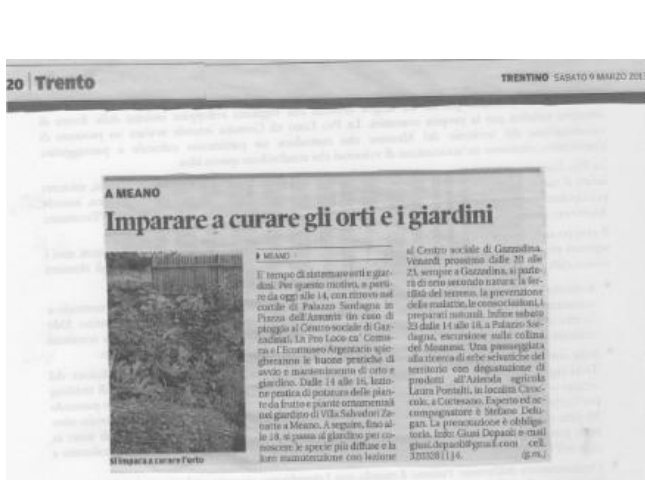 20 Trento
TRENTINO SABATO 9 MARZO 2013
A MEANO
Imparare a curare gli orti e i giardini
MEANO
E' tempo di sistemare orti e giar-
dini. Per questo motivo, a parti-
re da oggi alle 14, con ritrovo nel
cortile di Palazzo Sardagna in
Piazza dell'Amnis (in caso di
pioggia al Centro sociale di Gaz-
zadina), La Pro Loco ca' Comu-
na e l'Ecomuseo Argentario spie-
gheranno le buone pratiche di
avvio e mantenimento di orto e
giardino. Dalle 14 alle 16, lezio-
ne pratica di potatura delle pian-
te da frutto e piante ornamentali
nel giardino di Villa Salvadori Za-
natta a Meano. A seguire, fino al-
le 18, si passa al giardino per co-
noscere le specie più diffuse e la
loro manutenzione con lezione
al Centro sociale di Gazzadina.
Venerdì prossimo dalle 20 alle
23, sempre a Gazzadina, si parle-
rà di orto secondo natura: la fer-
tilità del terreno, la prevenzione
delle malattie, le consociazioni, i
preparati naturali. Infine sabato
23 dalle 14 alle 18, a Palazzo Sar-
dagna, escursione sulla collina
del Meanese. Una passeggiata
alla ricerca di erbe selvatiche del
territorio con degustazione di
prodotti all'Azienda agricola
Laura Pontalti, in località
a Cortesano. Esperto ed ac-
compagnatore è Stefano Delu-
gan. La prenotazione è obbliga-
toria. Info: Giusi Depaoli e-mail
giusi.depaoli@gmail.com cell.
3203281114. (g.m.)
Si impara a curare l'orto